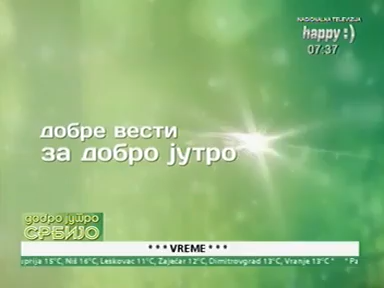 NACIONALNA TELEVIZIJA
happy :)
07:37
добре вести
за добро јутро
добро јутро
СРБИЈО
* * * VREME * * *
prija 15°C, Niš 16°C, Leskovac 11°C, Zaječar 12°C, Dimitrovgrad 13°C, Vranje 13°C * * Pa